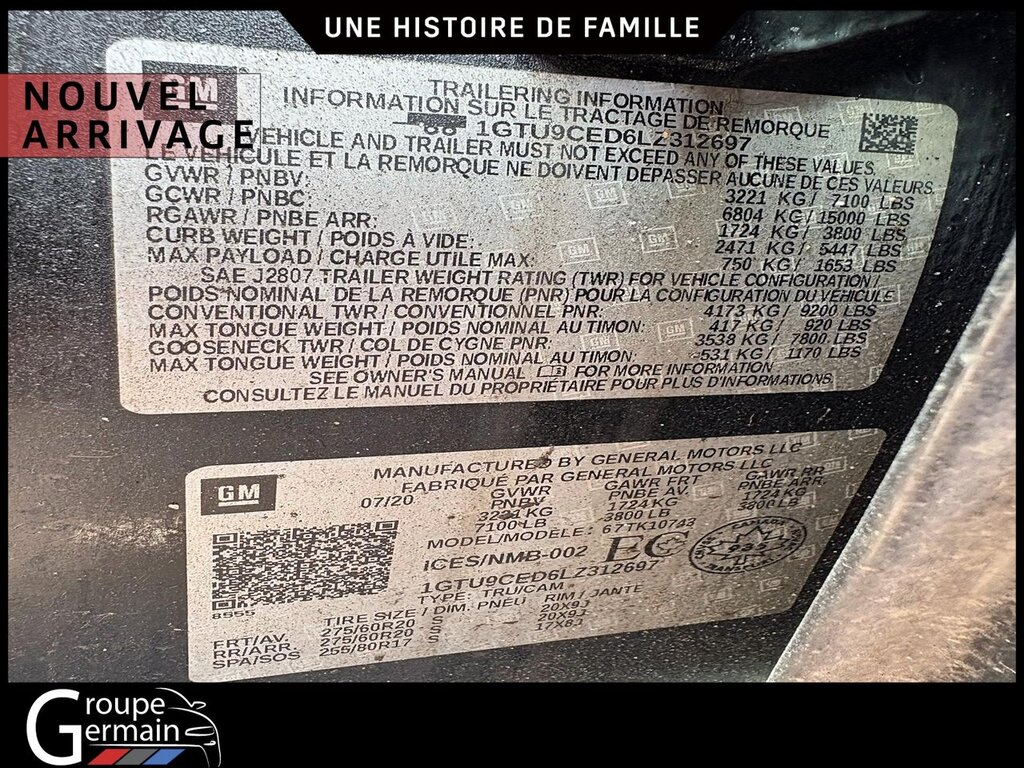 UNE HISTOIRE DE FAMILLE
NOUVEL
ARRIVAGE
GM
TRAILERING INFORMATION
INFORMATION SUR LE TRACTAGE DE REMORQUE
1GTU9CED6LZ312697
VEHICLE AND TRAILER MUST NOT EXCEED ANY OF THESE VALUES
LE VÉHICULE ET LA REMORQUE NE DOIVENT DÉPASSER AUCUNE DE CES VALEURS
GVWR / PNBV: 3221 KG / 7100 LBS
GCWR / PNBC: 6804 KG / 15000 LBS
RGAWR / PNBE ARR: 1724 KG / 3800 LBS
CURB WEIGHT / POIDS À VIDE: 2471 KG / 5447 LBS
MAX PAYLOAD / CHARGE UTILE MAX: 750 KG / 1653 LBS
SAE J2807 TRAILER WEIGHT RATING (TWR) FOR VEHICLE CONFIGURATION /
POIDS NOMINAL DE LA REMORQUE (PNR) POUR LA CONFIGURATION DU VÉHICULE
CONVENTIONAL TWR / CONVENTIONNEL PNR: 4173 KG / 9200 LBS
MAX TONGUE WEIGHT / POIDS NOMINAL AU TIMON: 417 KG / 920 LBS
GOOSENECK TWR / COL DE CYGNE PNR: 3538 KG / 7800 LBS
MAX TONGUE WEIGHT / POIDS NOMINAL AU TIMON: 531 KG / 1170 LBS
SEE OWNER'S MANUAL FOR MORE INFORMATION
CONSULTEZ LE MANUEL DU PROPRIÉTAIRE POUR PLUS D'INFORMATIONS
GM
MANUFACTURED BY GENERAL MOTORS LLC
FABRIQUÉ PAR GENERAL MOTORS LLC
07/20 GVWR GAWR FRT GAWR RR
PNBV PNBE AV. PNBE ARR.
3221 KG 1724 KG 1724 KG
7100 LB 3800 LB 3800 LB
MODEL/MODÈLE: 67TK10743
ICES/NMB-002 EC
1GTU9CED6LZ312697
TYPE: TRU/CAM
8555
TIRE SIZE / DIM. PNEU RIM / JANTE
FRT/AV. 275/60R20 S 20X9J
RR/ARR. 275/60R20 S 20X9J
SPA/SOS 255/80R17 S 17X8J
CANADA
935
Groupe
Germain